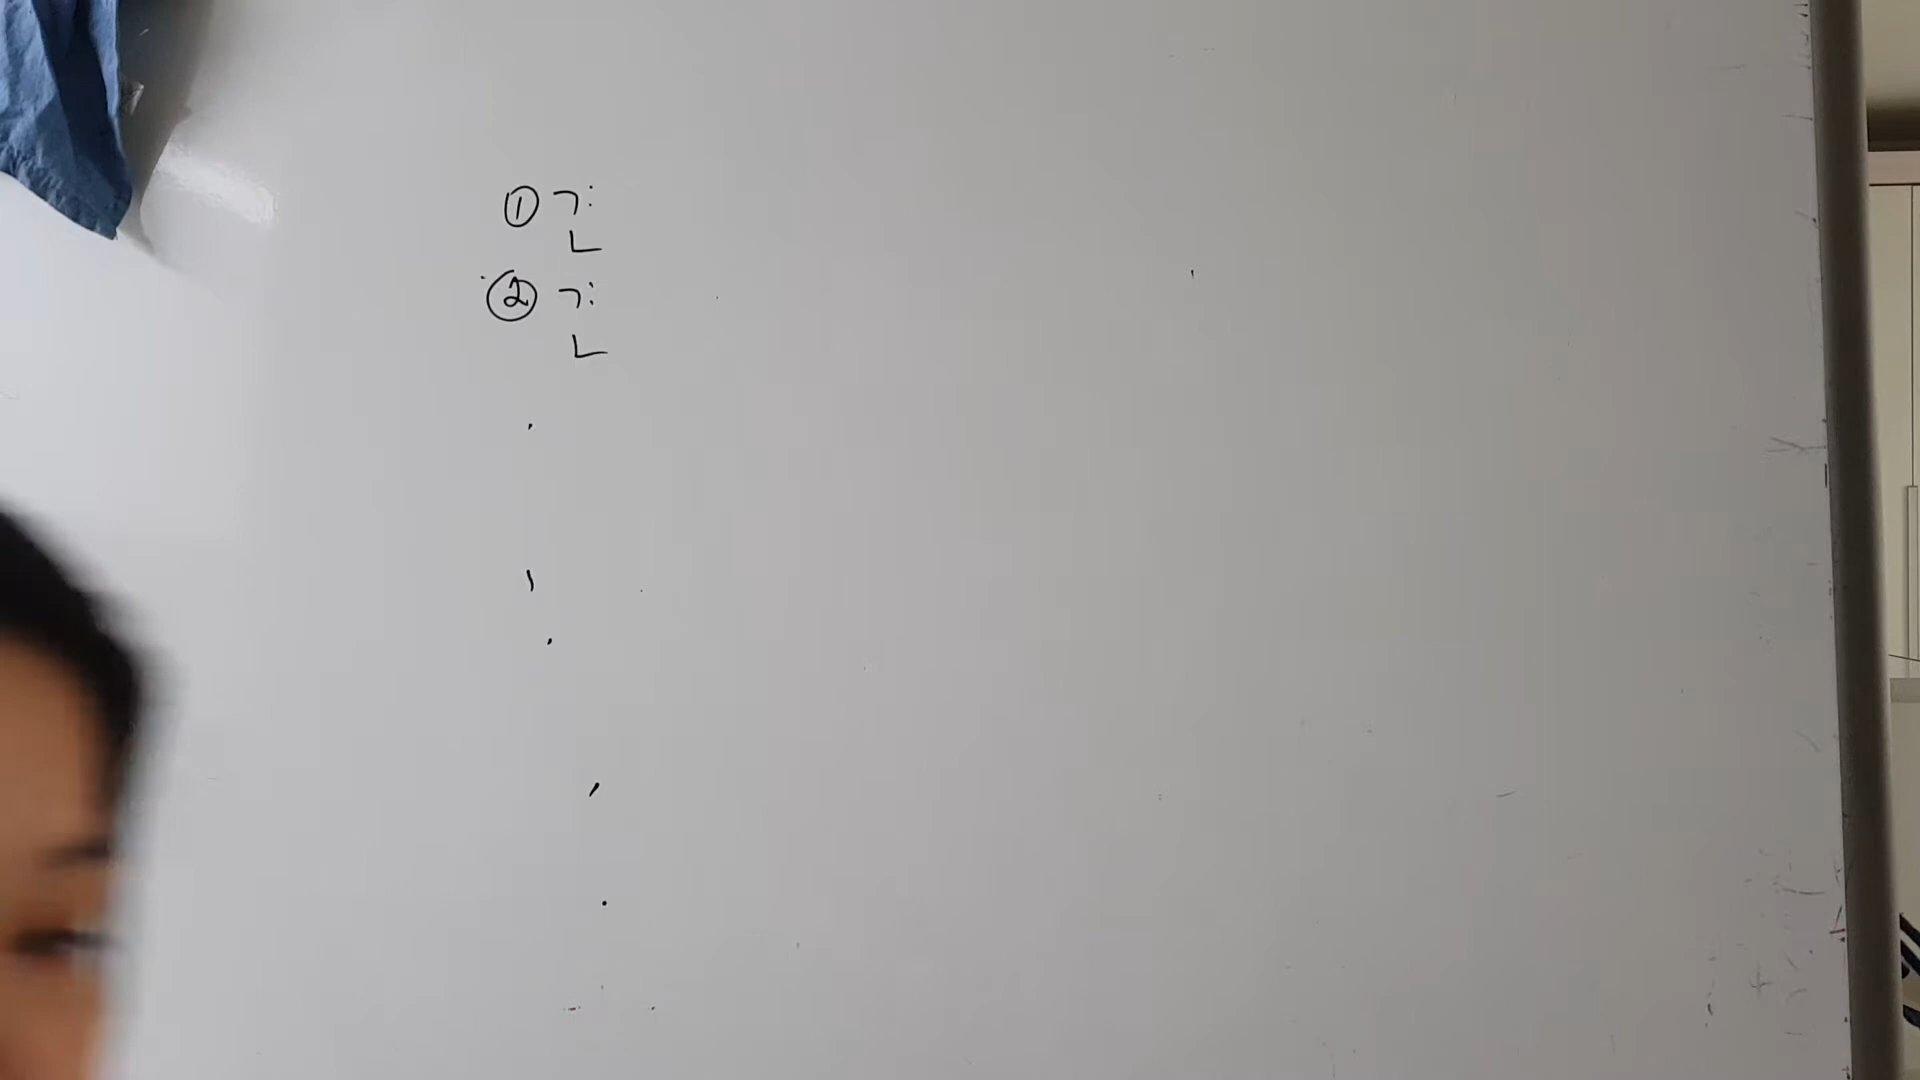 ① ㄱ:
ㄴ
② ㄱ:
ㄴ